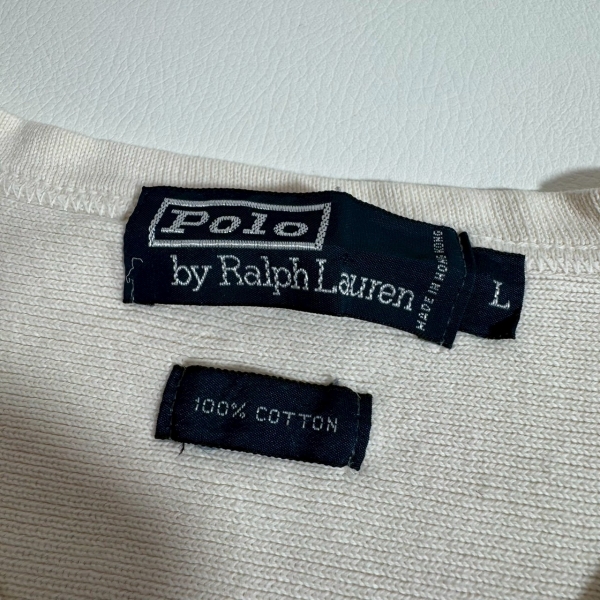 Polo
by Ralph Lauren
MADE IN HONG KONG
L
100% COTTON